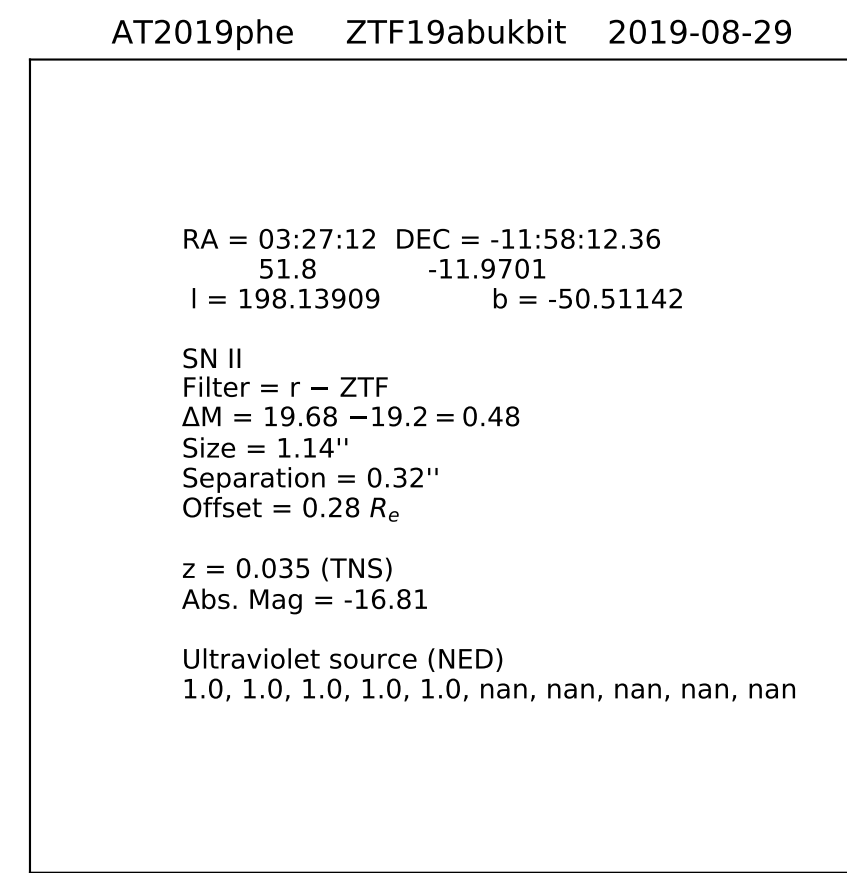 AT2019phe ZTF19abukbit 2019-08-29
RA = 03:27:12 DEC = -11:58:12.36
51.8 -11.9701
l = 198.13909 b = -50.51142
SN II
Filter = r − ZTF
ΔM = 19.68 −19.2 = 0.48
Size = 1.14''
Separation = 0.32''
Offset = 0.28 Rₑ
z = 0.035 (TNS)
Abs. Mag = -16.81
Ultraviolet source (NED)
1.0, 1.0, 1.0, 1.0, 1.0, nan, nan, nan, nan, nan